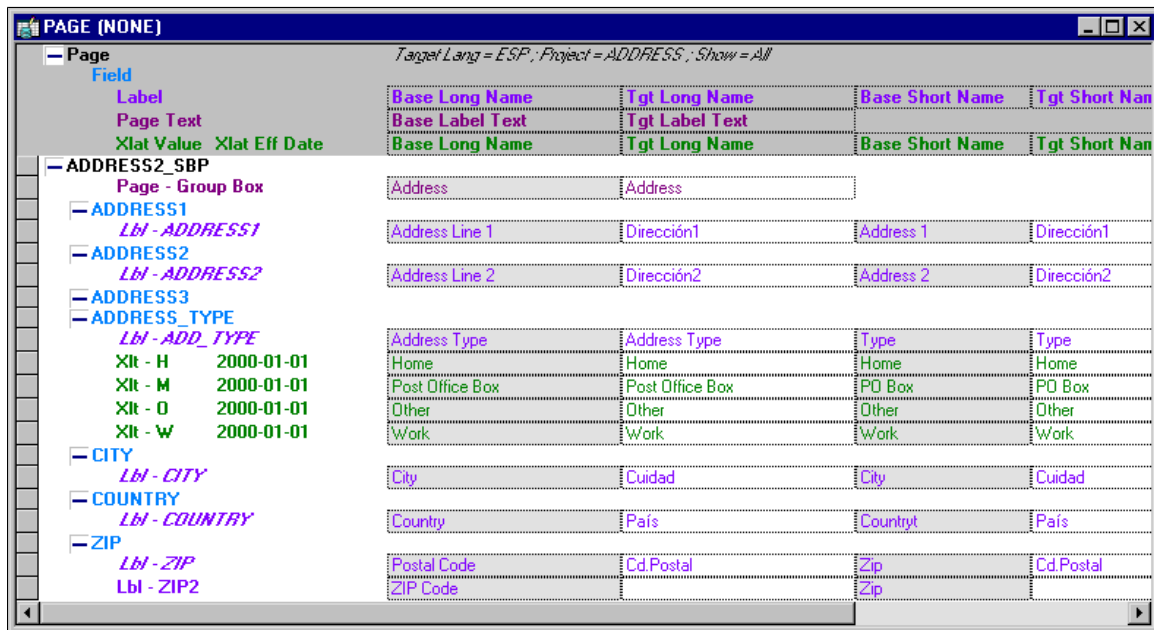 PAGE (NONE)
Page Target Lang = ESP ; Project = ADDRESS ; Show = All
Field
Label Base Long Name Tgt Long Name Base Short Name Tgt Short Nan
Page Text Base Label Text Tgt Label Text
Xlat Value Xlat Eff Date Base Long Name Tgt Long Name Base Short Name Tgt Short Nan
ADDRESS2_SBP
Page - Group Box Address Address
ADDRESS1
Lbl - ADDRESS1 Address Line 1 Dirección1 Address 1 Dirección1
ADDRESS2
Lbl - ADDRESS2 Address Line 2 Dirección2 Address 2 Dirección2
ADDRESS3
ADDRESS_TYPE
Lbl - ADD_TYPE Address Type Address Type Type Type
Xlt - H 2000-01-01 Home Home Home Home
Xlt - M 2000-01-01 Post Office Box Post Office Box PO Box PO Box
Xlt - O 2000-01-01 Other Other Other Other
Xlt - W 2000-01-01 Work Work Work Work
CITY
Lbl - CITY City Cuidad City Cuidad
COUNTRY
Lbl - COUNTRY Country País Countryt País
ZIP
Lbl - ZIP Postal Code Cd.Postal Zip Cd.Postal
Lbl - ZIP2 ZIP Code Zip